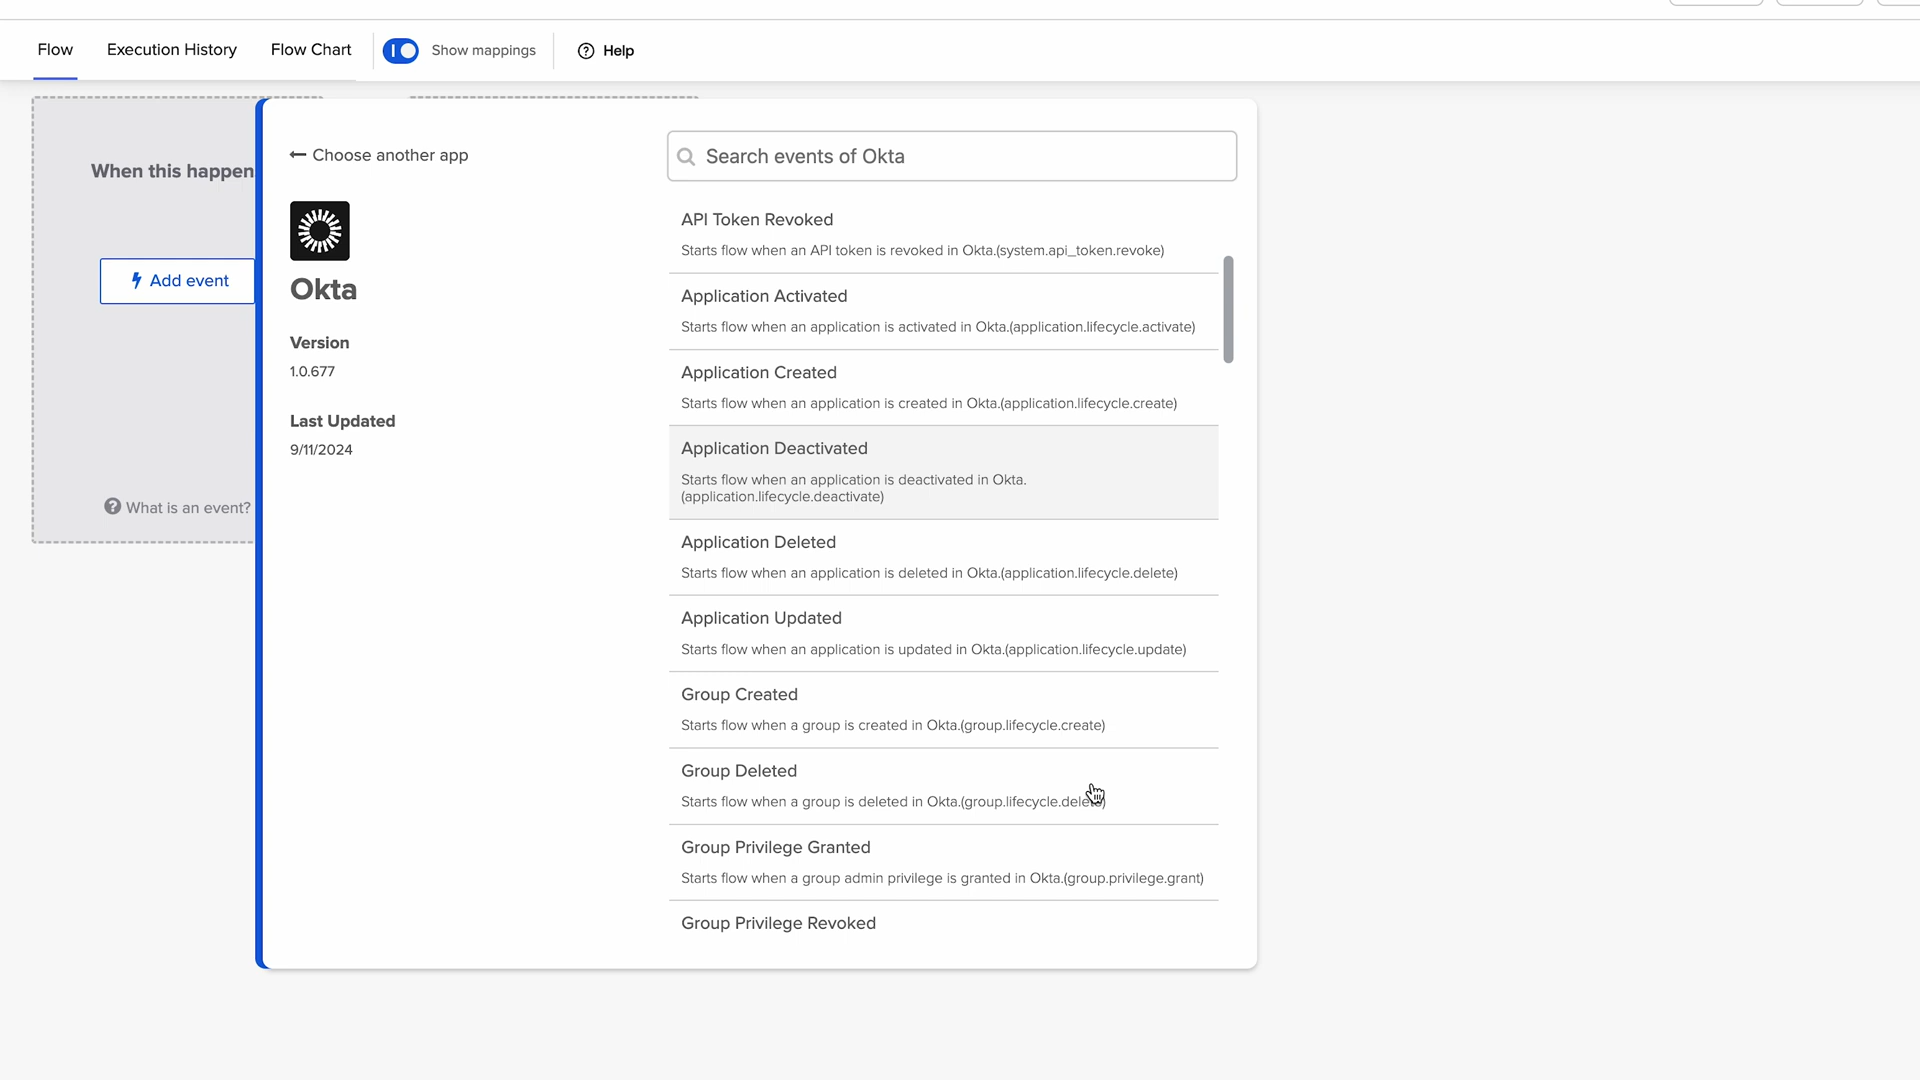 Flow
Execution History
Flow Chart
Show mappings
Help
When this happen
Add event
What is an event?
Choose another app
Okta
Version
1.0.677
Last Updated
9/11/2024
Search events of Okta
API Token Revoked
Starts flow when an API token is revoked in Okta.(system.api_token.revoke)
Application Activated
Starts flow when an application is activated in Okta.(application.lifecycle.activate)
Application Created
Starts flow when an application is created in Okta.(application.lifecycle.create)
Application Deactivated
Starts flow when an application is deactivated in Okta.
(application.lifecycle.deactivate)
Application Deleted
Starts flow when an application is deleted in Okta.(application.lifecycle.delete)
Application Updated
Starts flow when an application is updated in Okta.(application.lifecycle.update)
Group Created
Starts flow when a group is created in Okta.(group.lifecycle.create)
Group Deleted
Starts flow when a group is deleted in Okta.(group.lifecycle.delete)
Group Privilege Granted
Starts flow when a group admin privilege is granted in Okta.(group.privilege.grant)
Group Privilege Revoked